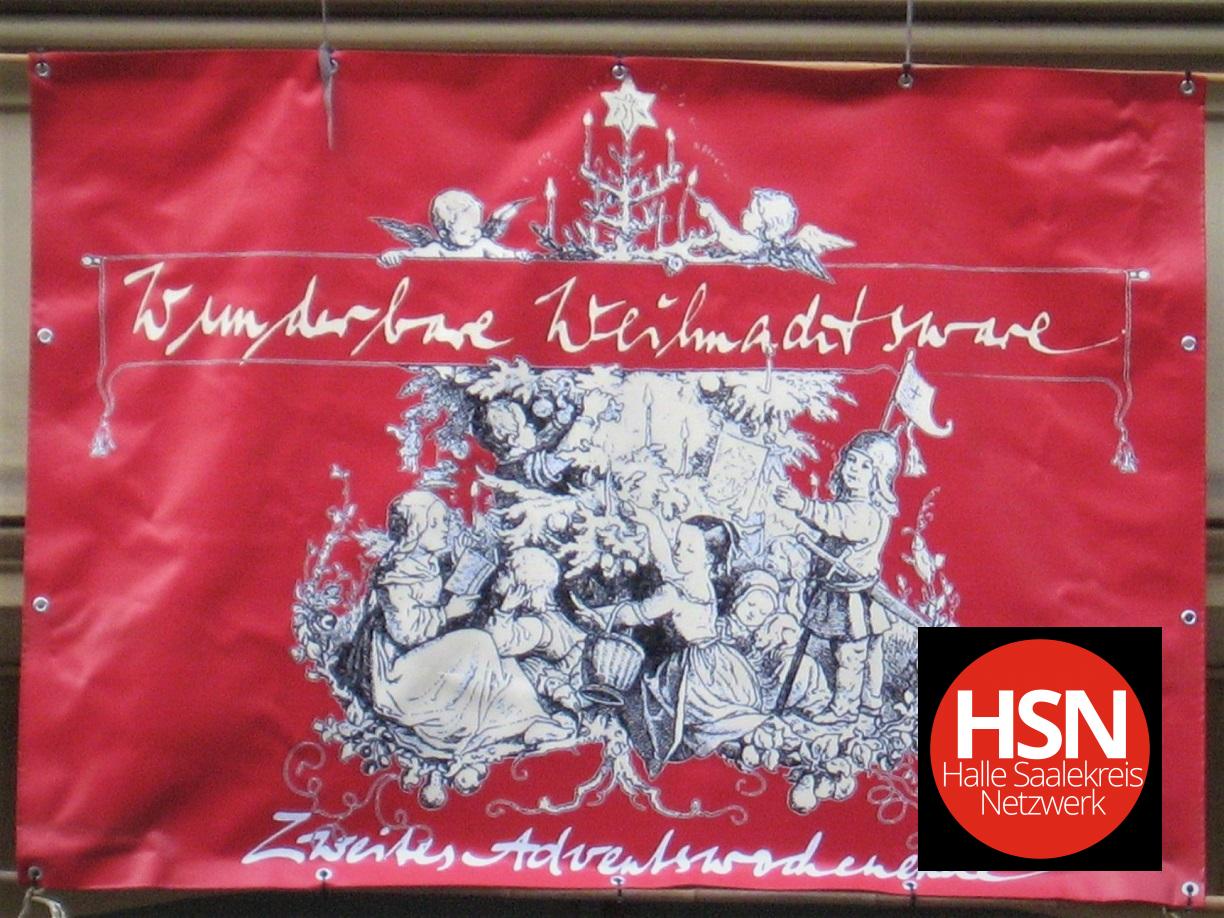 Wunderbare Weihnachtsware
Zweites Adventswochenende
HSN
Halle Saalekreis
Netzwerk